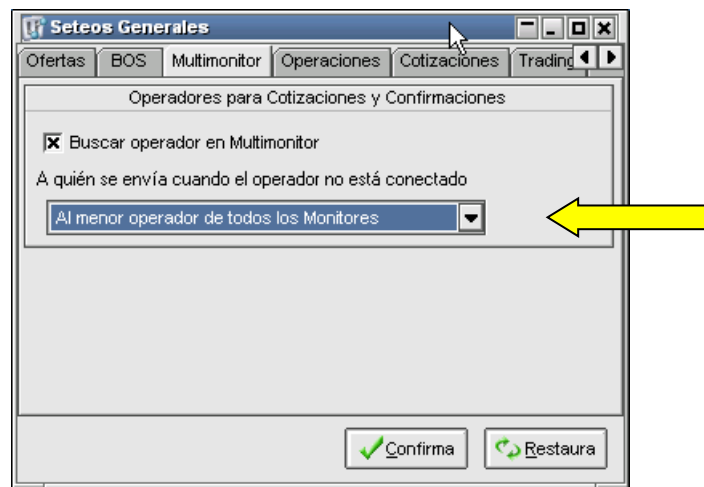 Seteos Generales
Ofertas BOS Multimonitor Operaciones Cotizaciones Trading
Operadores para Cotizaciones y Confirmaciones
Buscar operador en Multimonitor
A quién se envía cuando el operador no está conectado
Al menor operador de todos los Monitores
Confirma Restaura